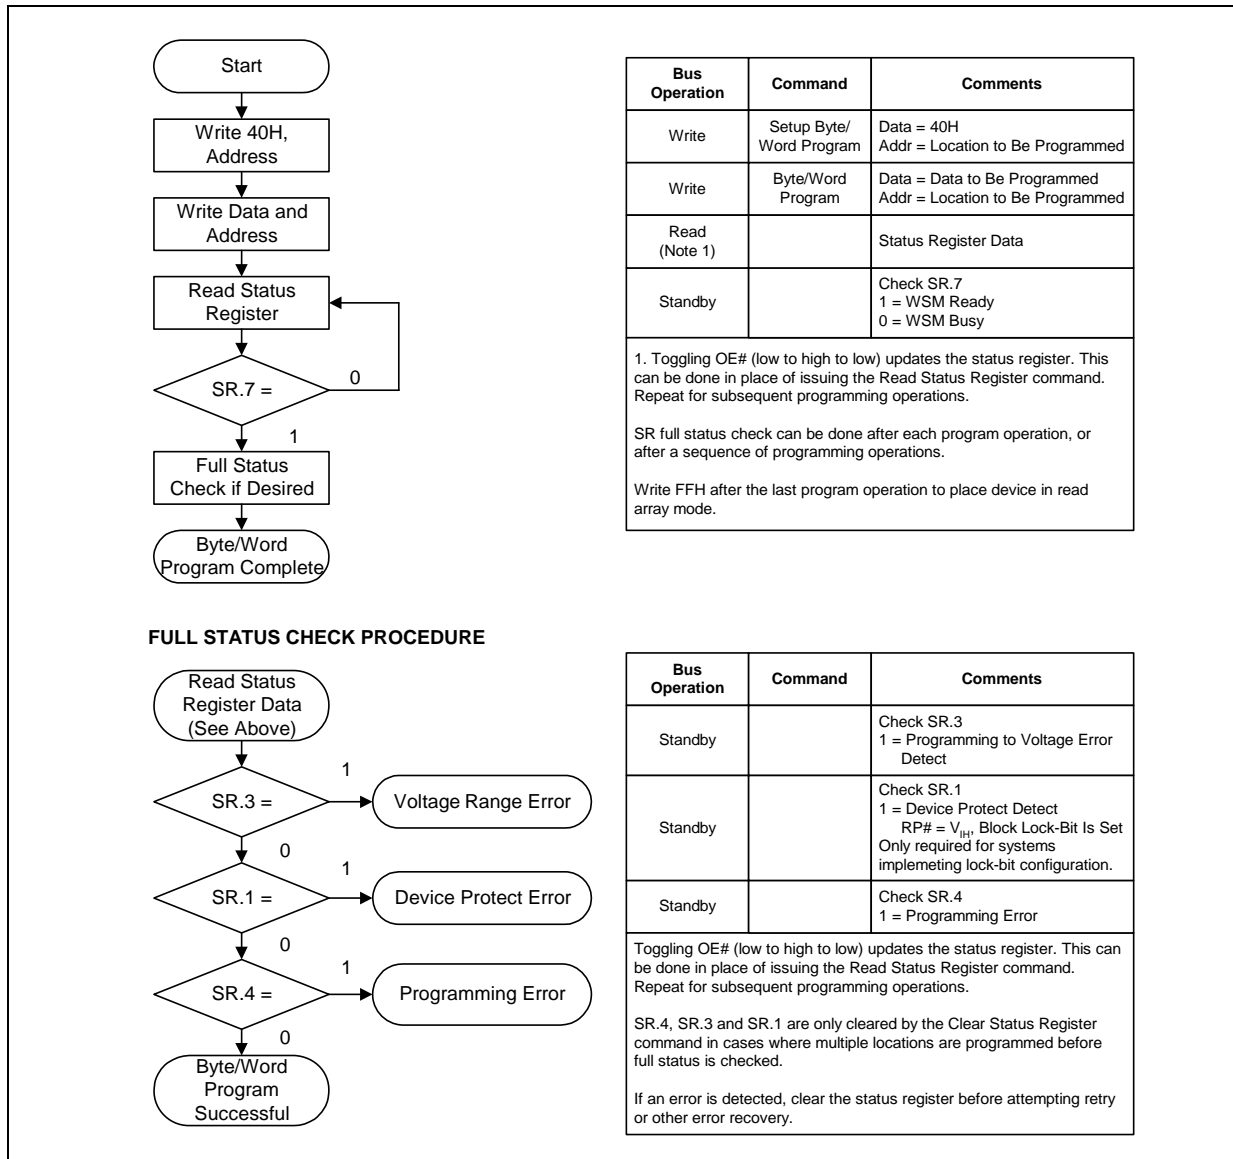 Start
Write 40H,
Address
Write Data and
Address
Read Status
Register
SR.7 =
0
1
Full Status
Check if Desired
Byte/Word
Program Complete
Bus
Operation
Command
Comments
Write
Setup Byte/
Word Program
Data = 40H
Addr = Location to Be Programmed
Write
Byte/Word
Program
Data = Data to Be Programmed
Addr = Location to Be Programmed
Read
(Note 1)
Status Register Data
Standby
Check SR.7
1 = WSM Ready
0 = WSM Busy
1. Toggling OE# (low to high to low) updates the status register. This
can be done in place of issuing the Read Status Register command.
Repeat for subsequent programming operations.
SR full status check can be done after each program operation, or
after a sequence of programming operations.
Write FFH after the last program operation to place device in read
array mode.
FULL STATUS CHECK PROCEDURE
Read Status
Register Data
(See Above)
SR.3 =
1
Voltage Range Error
0
SR.1 =
1
Device Protect Error
0
SR.4 =
1
Programming Error
0
Byte/Word
Program
Successful
Bus
Operation
Command
Comments
Standby
Check SR.3
1 = Programming to Voltage Error
Detect
Standby
Check SR.1
1 = Device Protect Detect
RP# = VIH, Block Lock-Bit Is Set
Only required for systems
implemeting lock-bit configuration.
Standby
Check SR.4
1 = Programming Error
Toggling OE# (low to high to low) updates the status register. This can
be done in place of issuing the Read Status Register command.
Repeat for subsequent programming operations.
SR.4, SR.3 and SR.1 are only cleared by the Clear Status Register
command in cases where multiple locations are programmed before
full status is checked.
If an error is detected, clear the status register before attempting retry
or other error recovery.